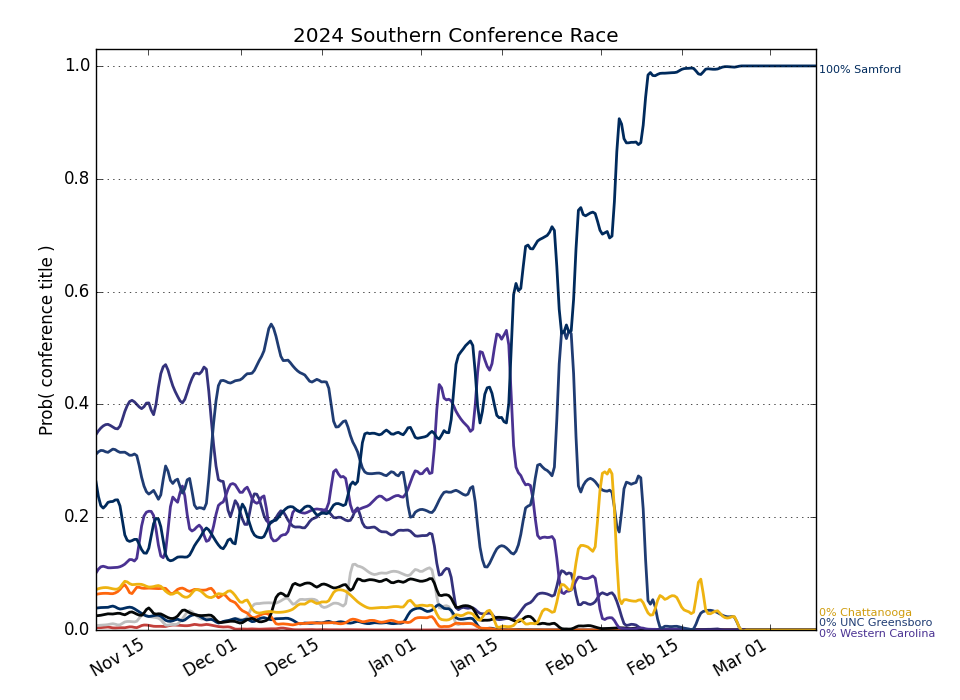 2024 Southern Conference Race
Prob( conference title )
1.0
0.8
0.6
0.4
0.2
0.0
Nov 15
Dec 01
Dec 15
Jan 01
Jan 15
Feb 01
Feb 15
Mar 01
100% Samford
0% Chattanooga
0% UNC Greensboro
0% Western Carolina